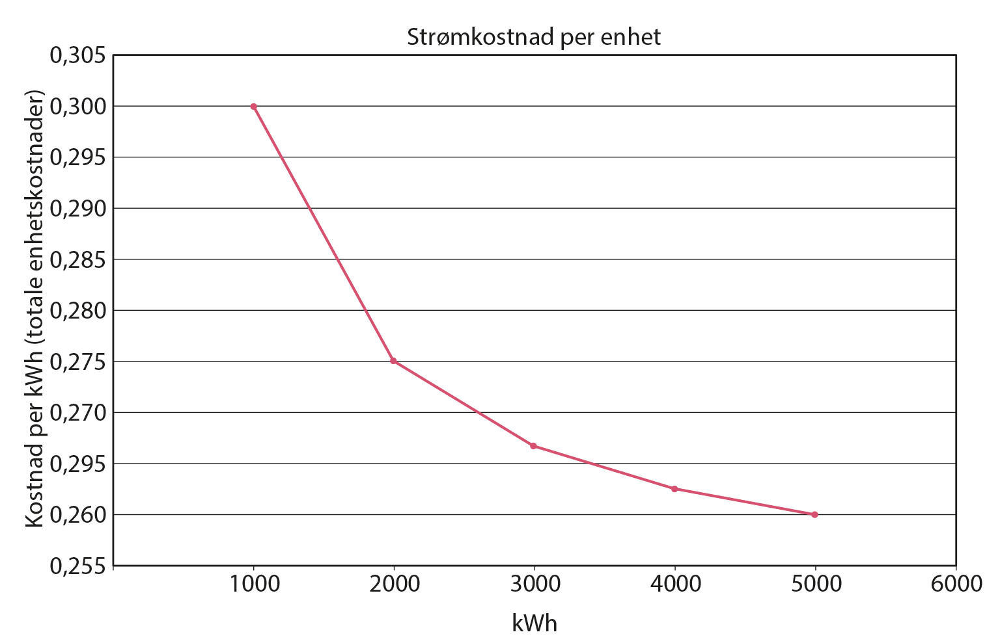 Strømkostnad per enhet
Kostnad per kWh (totale enhetskostnader)
0,305
0,300
0,295
0,290
0,285
0,280
0,275
0,270
0,295
0,260
0,255
1000 2000 3000 4000 5000 6000
kWh